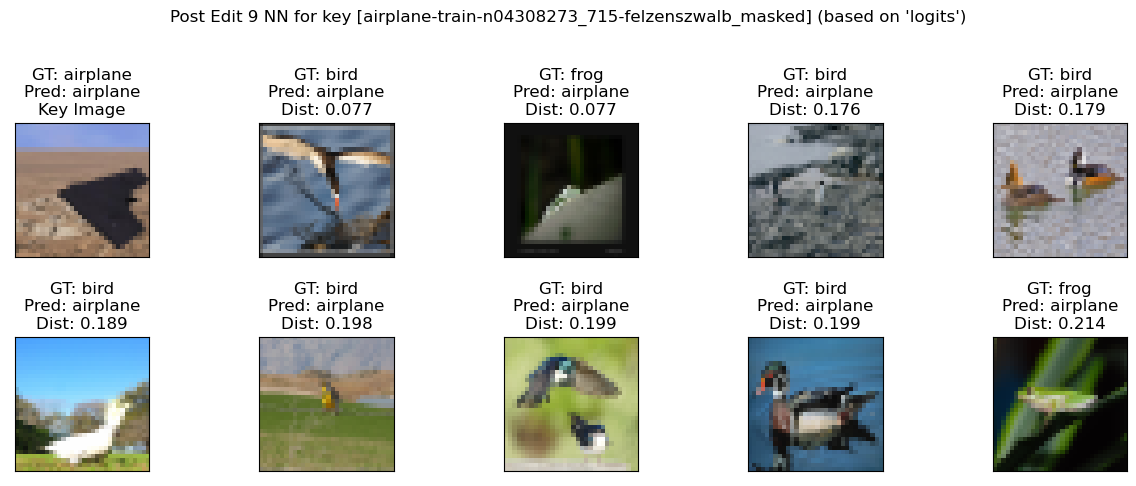 Post Edit 9 NN for key [airplane-train-n04308273_715-felzenszwalb_masked] (based on 'logits')
GT: airplane
Pred: airplane
Key Image
GT: bird
Pred: airplane
Dist: 0.077
GT: frog
Pred: airplane
Dist: 0.077
GT: bird
Pred: airplane
Dist: 0.176
GT: bird
Pred: airplane
Dist: 0.179
GT: bird
Pred: airplane
Dist: 0.189
GT: bird
Pred: airplane
Dist: 0.198
GT: bird
Pred: airplane
Dist: 0.199
GT: bird
Pred: airplane
Dist: 0.199
GT: frog
Pred: airplane
Dist: 0.214